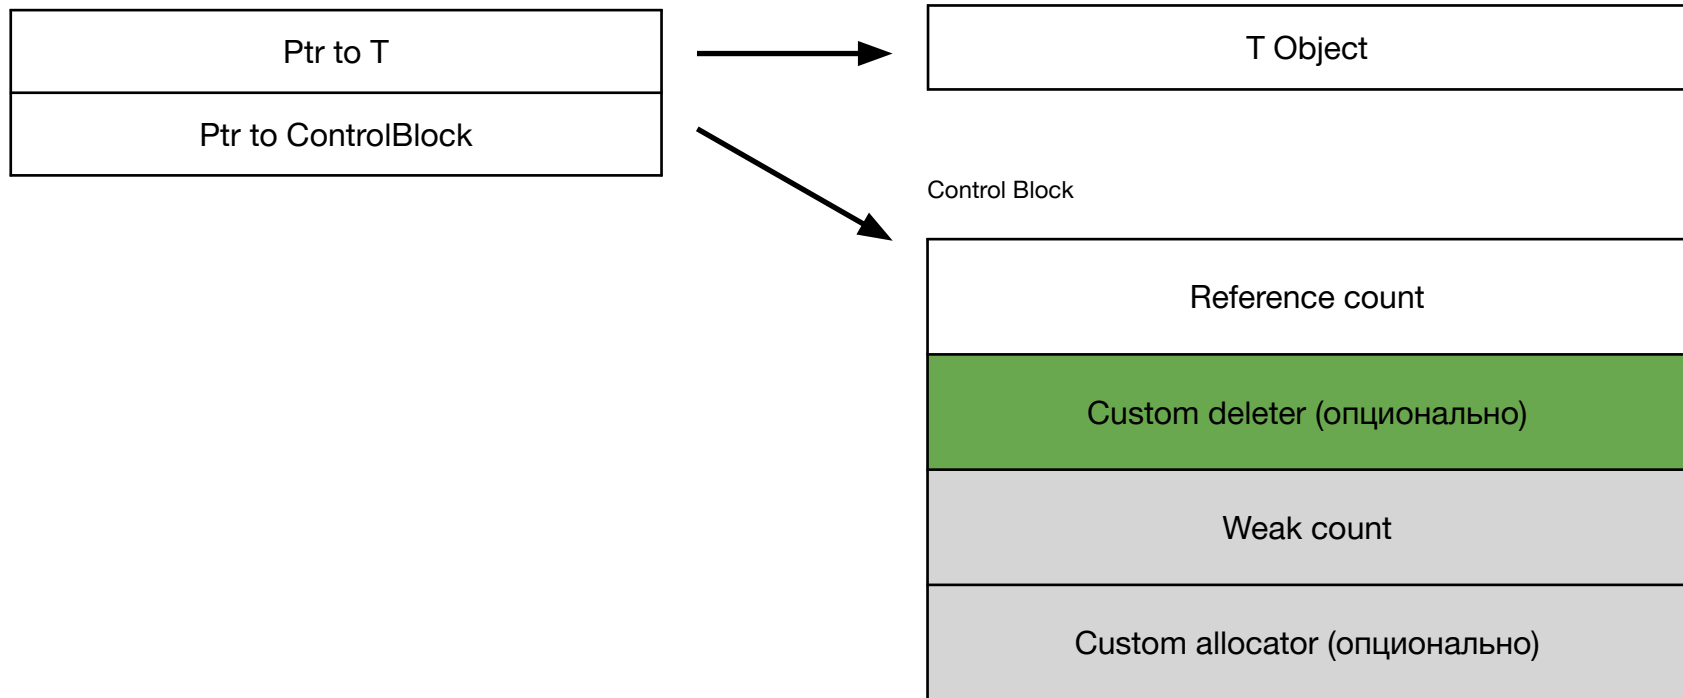 Ptr to T
Ptr to ControlBlock
T Object
Control Block
Reference count
Custom deleter (опционально)
Weak count
Custom allocator (опционально)